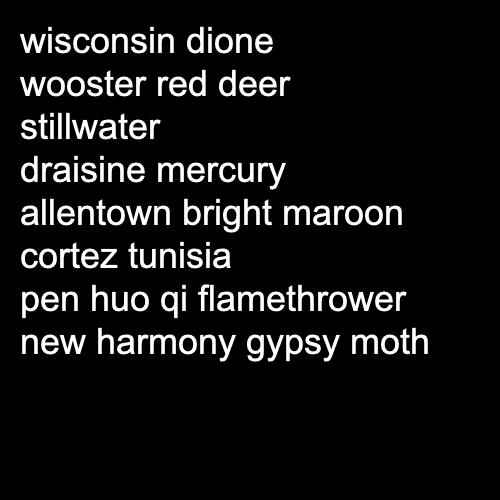 wisconsin dione
wooster red deer
stillwater
draisine mercury
allentown bright maroon
cortez tunisia
pen huo qi flamethrower
new harmony gypsy moth